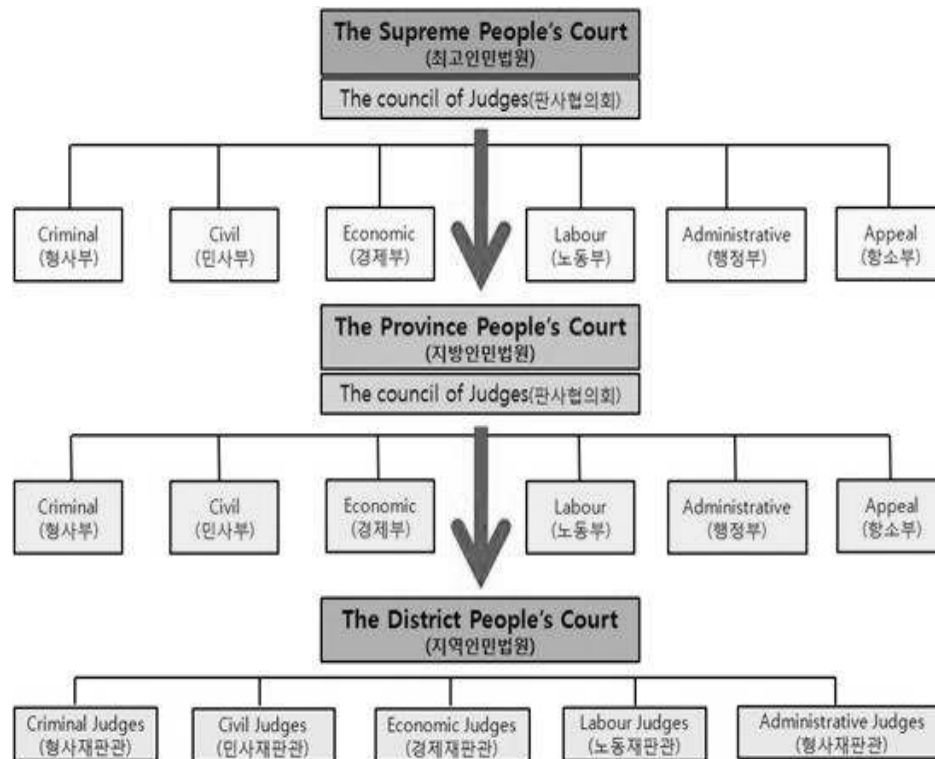 The Supreme People's Court
(최고인민법원)
The council of Judges(판사협의회)
Criminal
(형사부)
Civil
(민사부)
Economic
(경제부)
Labour
(노동부)
Administrative
(행정부)
Appeal
(항소부)
The Province People's Court
(지방안민법원)
The council of Judges(판사협의회)
Criminal
(형사부)
Civil
(민사부)
Economic
(경제부)
Labour
(노동부)
Administrative
(행정부)
Appeal
(항소부)
The District People's Court
(지역인민법원)
Criminal Judges
(형사재판관)
Civil Judges
(민사재판관)
Economic Judges
(경제재판관)
Labour Judges
(노동재판관)
Administrative Judges
(형사재판관)